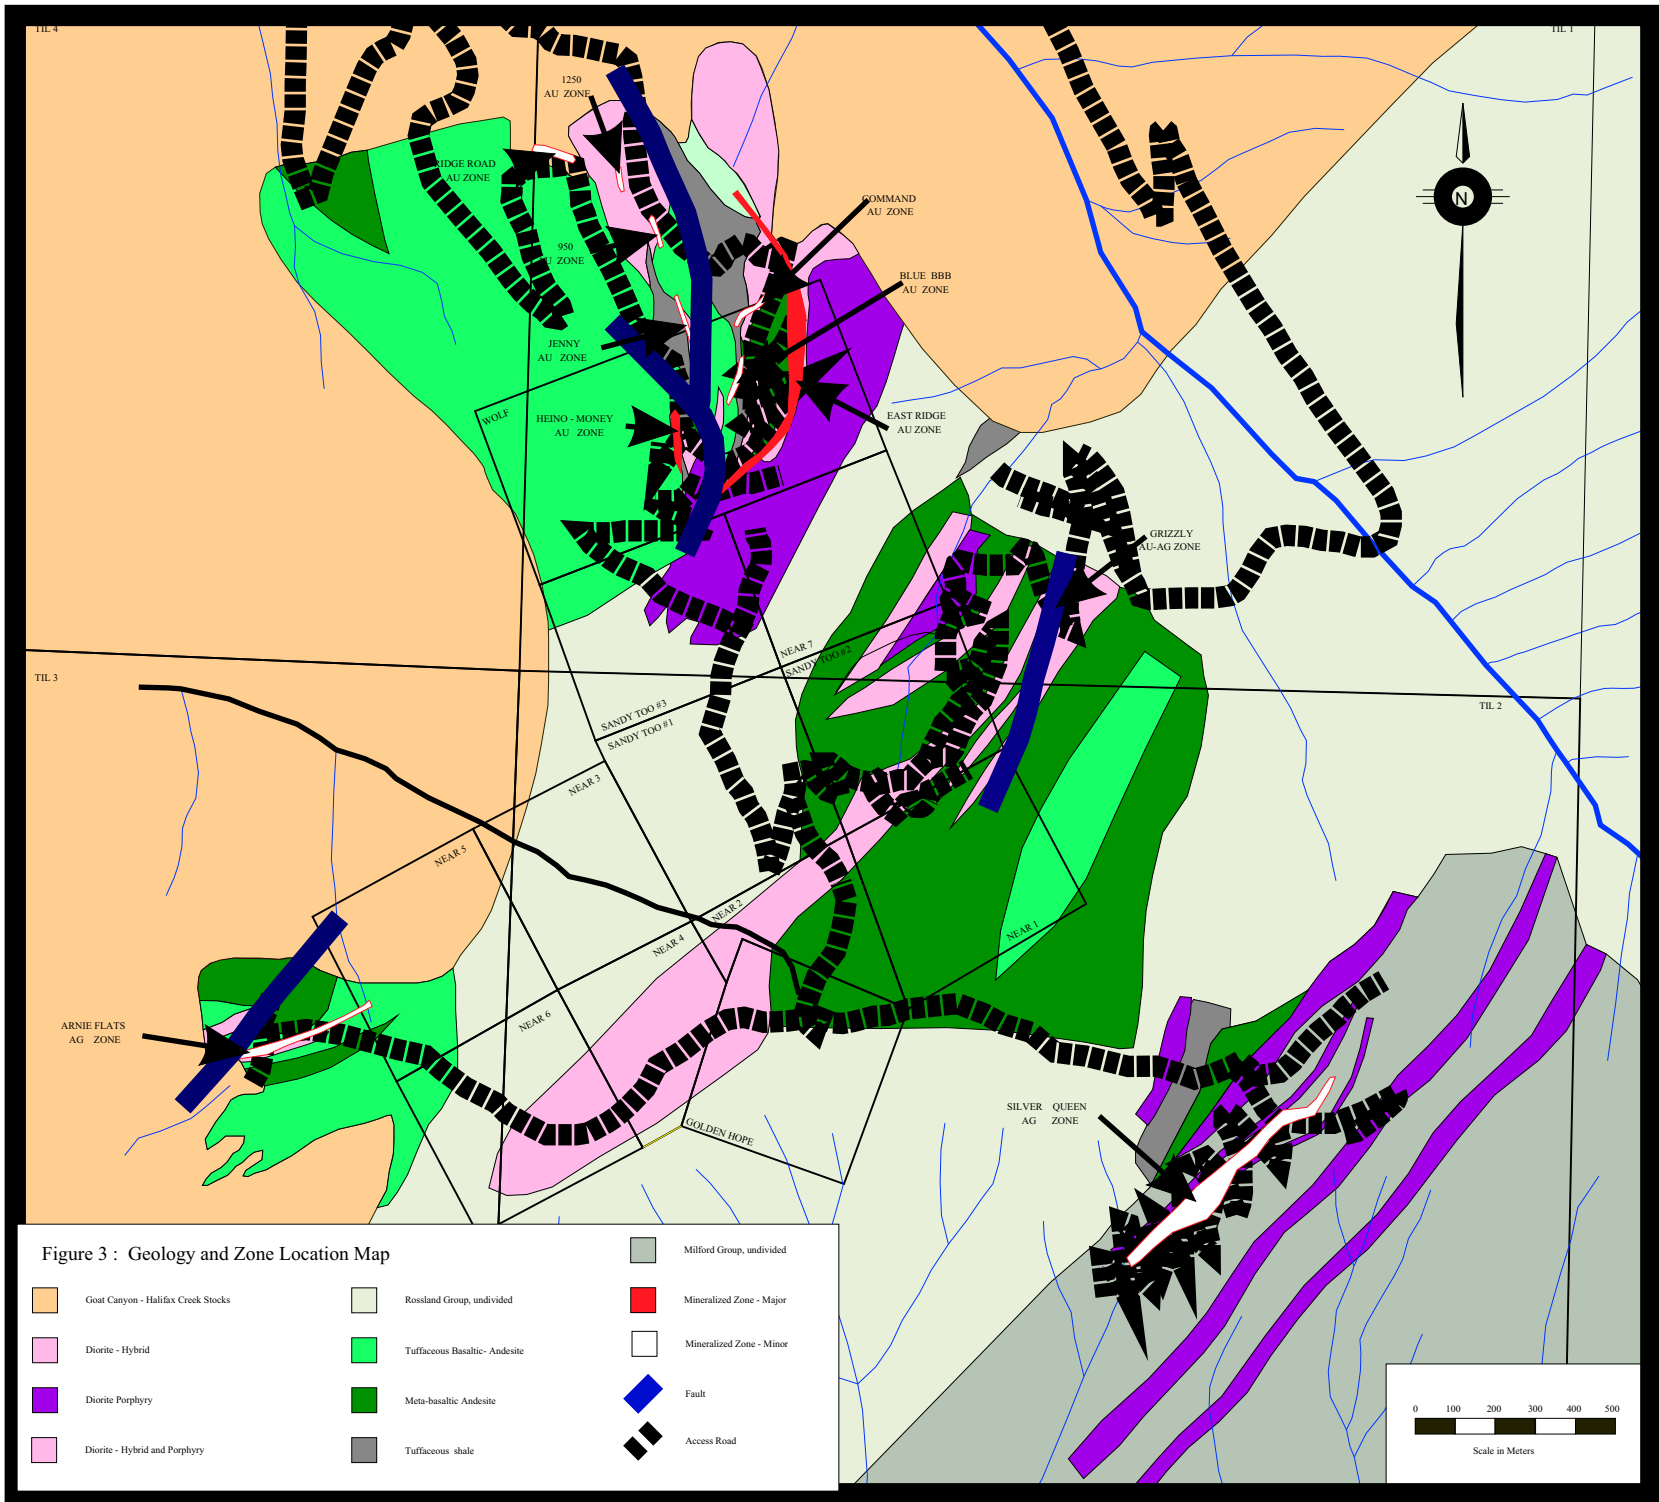 TIL 4
TIL 1
1250
AU ZONE
RIDGE ROAD
AU ZONE
COMMAND
AU ZONE
N
950
AU ZONE
BLUE BBB
AU ZONE
JENNY
AU ZONE
WOLF
HEINO - MONEY
AU ZONE
EAST RIDGE
AU ZONE
GRIZZLY
AU-AG ZONE
NEAR 7
SANDY TOO #2
TIL 3
TIL 2
SANDY TOO #3
SANDY TOO #1
NEAR 3
NEAR 5
NEAR 2
NEAR 1
NEAR 4
NEAR 6
ARNIE FLATS
AG ZONE
SILVER QUEEN
AG ZONE
GOLDEN HOPE
Figure 3 : Geology and Zone Location Map
Goat Canyon - Halifax Creek Stocks
Diorite - Hybrid
Diorite Porphyry
Diorite - Hybrid and Porphyry
Rossland Group, undivided
Tuffaceous Basaltic- Andesite
Meta-basaltic Andesite
Tuffaceous shale
Milford Group, undivided
Mineralized Zone - Major
Mineralized Zone - Minor
Fault
Access Road
0 100 200 300 400 500
Scale in Meters